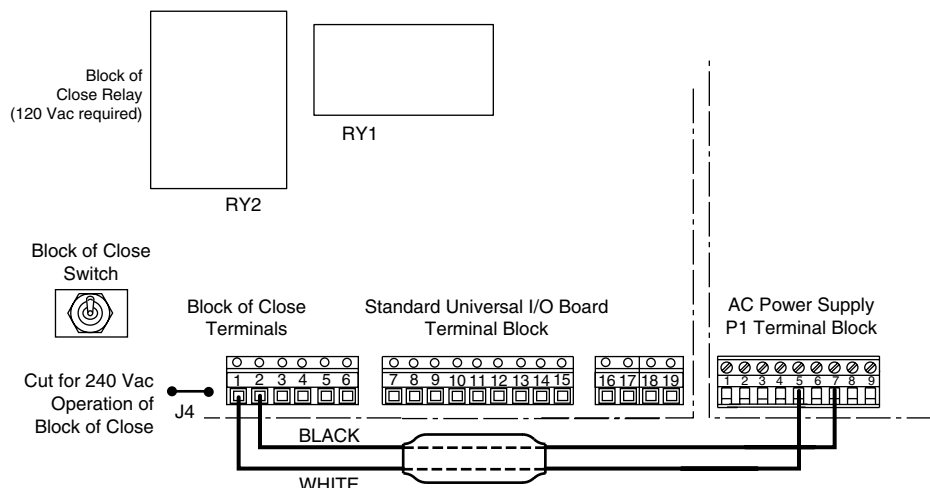 Block of
Close Relay
(120 Vac required)
RY1
RY2
Block of Close
Switch
Block of Close
Terminals
Standard Universal I/O Board
Terminal Block
AC Power Supply
P1 Terminal Block
1 2 3 4 5 6
7 8 9 10 11 12 13 14 15
16 17 18 19
1 2 3 4 5 6 7 8 9
Cut for 240 Vac
Operation of
Block of Close
J4
BLACK
WHITE